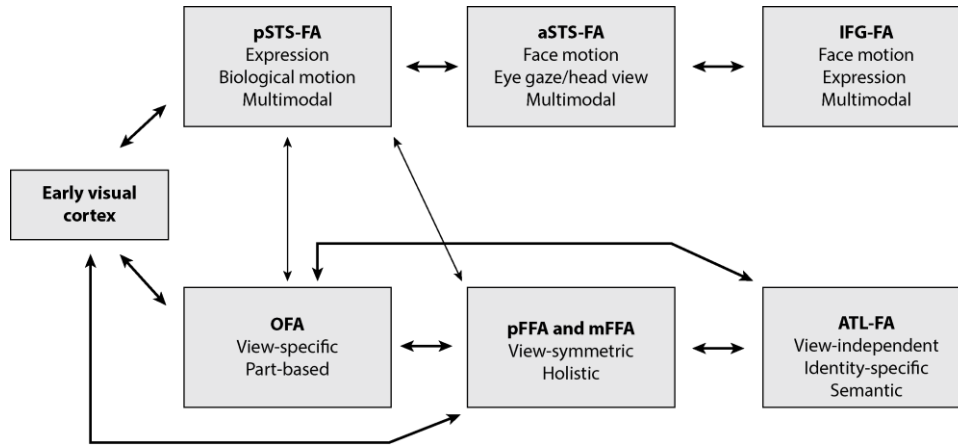 pSTS-FA
Expression
Biological motion
Multimodal
aSTS-FA
Face motion
Eye gaze/head view
Multimodal
IFG-FA
Face motion
Expression
Multimodal
Early visual
cortex
OFA
View-specific
Part-based
pFFA and mFFA
View-symmetric
Holistic
ATL-FA
View-independent
Identity-specific
Semantic